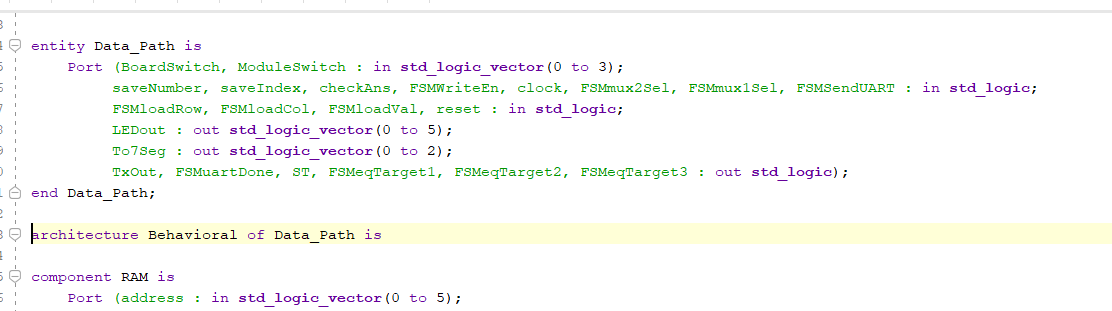 entity Data_Path is
Port (BoardSwitch, ModuleSwitch : in std_logic_vector(0 to 3);
saveNumber, saveIndex, checkAns, FSMWriteEn, clock, FSMmux2Sel, FSMmux1Sel, FSMSendUART : in std_logic;
FSMloadRow, FSMloadCol, FSMloadVal, reset : in std_logic;
LEDout : out std_logic_vector(0 to 5);
To7Seg : out std_logic_vector(0 to 2);
TxOut, FSMuartDone, ST, FSMeqTarget1, FSMeqTarget2, FSMeqTarget3 : out std_logic);
end Data_Path;
architecture Behavioral of Data_Path is
component RAM is
Port (address : in std_logic_vector(0 to 5);